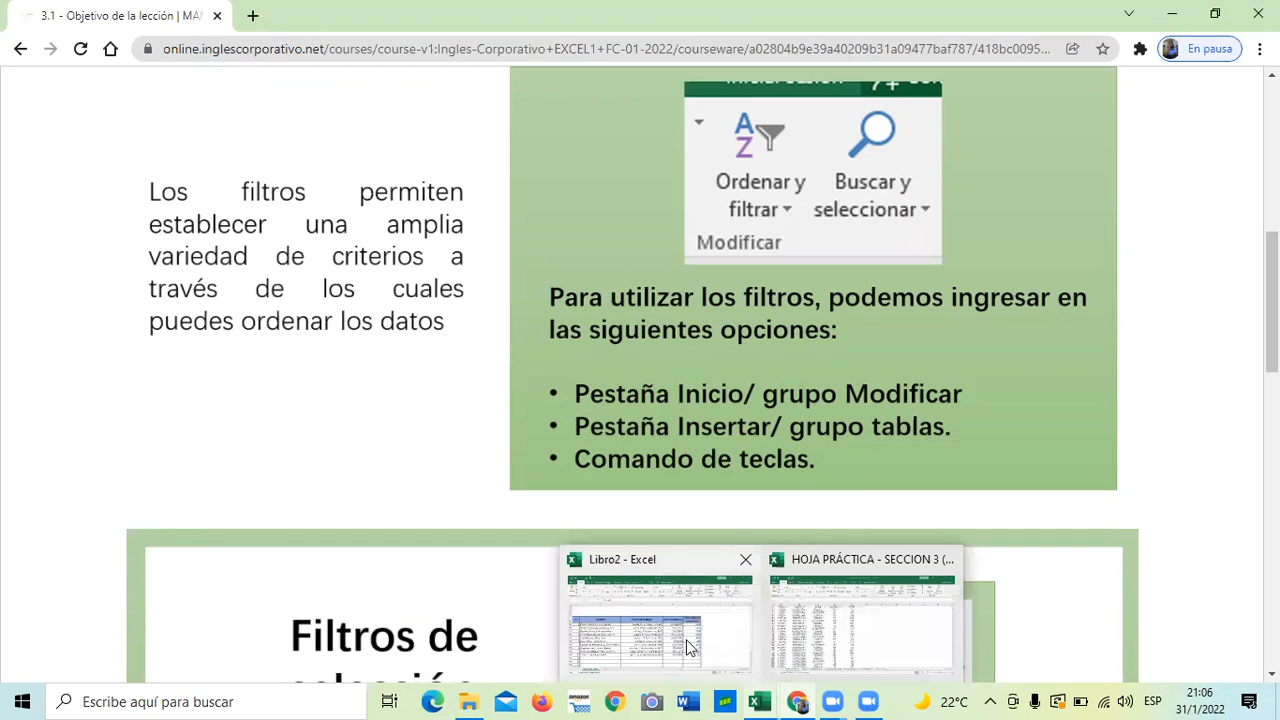 3.1 - Objetivo de la lección | MAN
online.inglescorporativo.net/courses/course-v1:Ingles-Corporativo+EXCEL1+FC-01-2022/courseware/a02804b9e39a40209b31a09477baf787/418bc0095...
En pausa
Ordenar y
filtrar
Buscar y
seleccionar
Modificar
Los filtros permiten
establecer una amplia
variedad de criterios a
través de los cuales
puedes ordenar los datos
Para utilizar los filtros, podemos ingresar en
las siguientes opciones:
• Pestaña Inicio/ grupo Modificar
• Pestaña Insertar/ grupo tablas.
• Comando de teclas.
Libro2 - Excel
HOJA PRÁCTICA - SECCION 3 (...
Filtros de
selección
Escribe aquí para buscar
amazon
22°C
ESP
21:06
31/1/2022